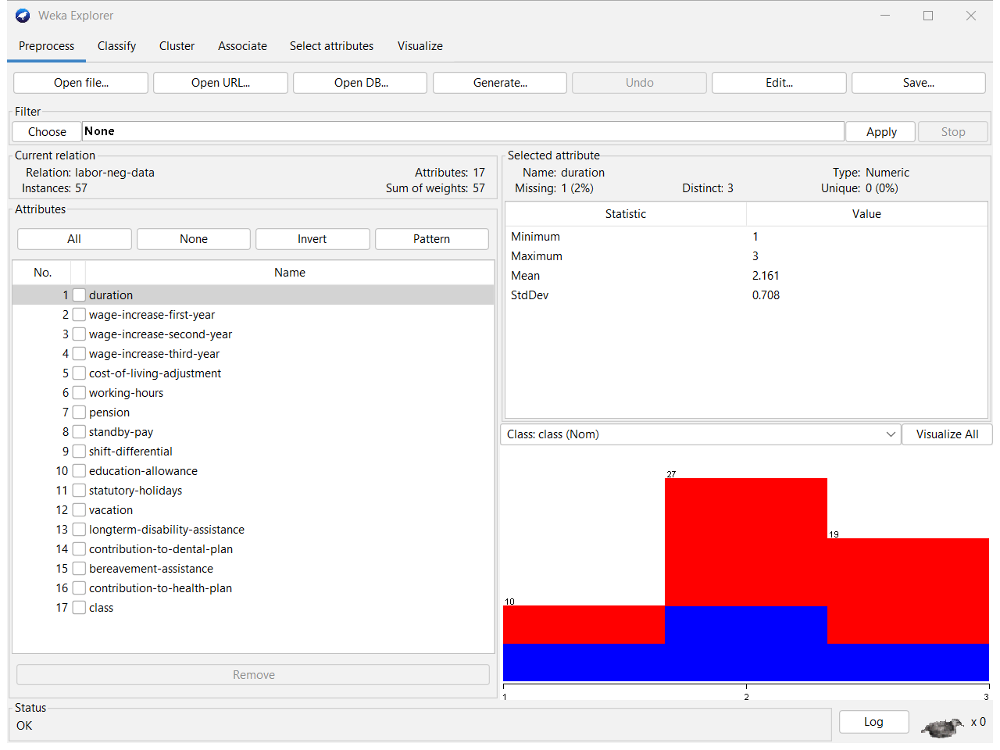 Weka Explorer
Preprocess Classify Cluster Associate Select attributes Visualize
Open file... Open URL... Open DB... Generate... Undo Edit... Save...
Filter
Choose None Apply Stop
Current relation
Relation: labor-neg-data Attributes: 17
Instances: 57 Sum of weights: 57
Attributes
All None Invert Pattern
No. Name
1 duration
2 wage-increase-first-year
3 wage-increase-second-year
4 wage-increase-third-year
5 cost-of-living-adjustment
6 working-hours
7 pension
8 standby-pay
9 shift-differential
10 education-allowance
11 statutory-holidays
12 vacation
13 longterm-disability-assistance
14 contribution-to-dental-plan
15 bereavement-assistance
16 contribution-to-health-plan
17 class
Remove
Selected attribute
Name: duration Type: Numeric
Missing: 1 (2%) Distinct: 3 Unique: 0 (0%)
Statistic Value
Minimum 1
Maximum 3
Mean 2.161
StdDev 0.708
Class: class (Nom) Visualize All
27
19
10
1 2 3
Status
OK
Log x 0